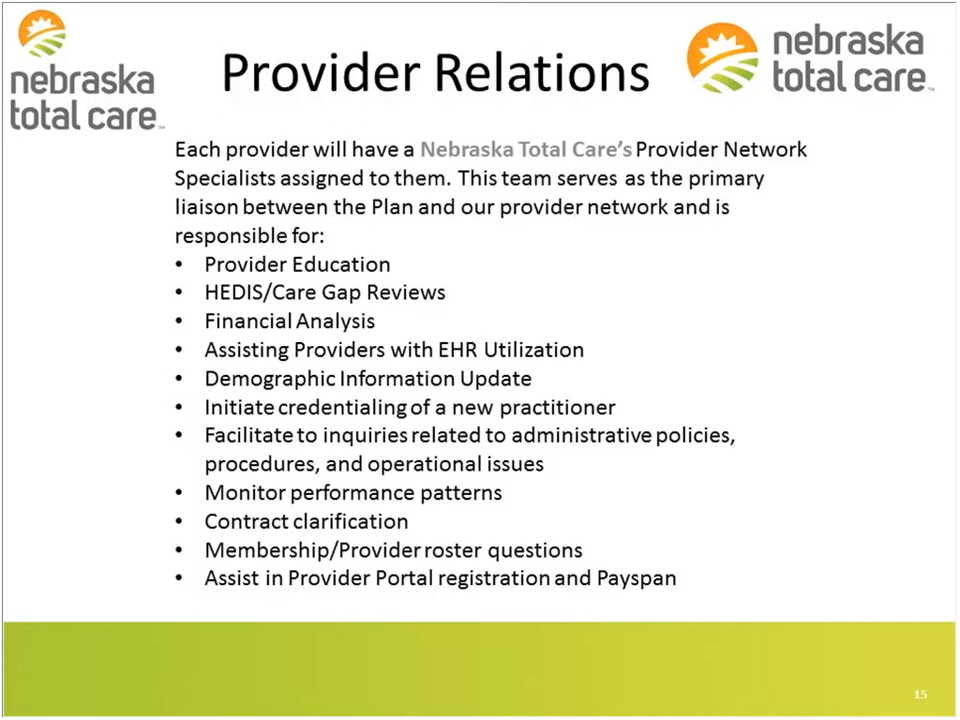 nebraska
total care™
Provider Relations
nebraska
total care™
Each provider will have a Nebraska Total Care's Provider Network
Specialists assigned to them. This team serves as the primary
liaison between the Plan and our provider network and is
responsible for:
• Provider Education
• HEDIS/Care Gap Reviews
• Financial Analysis
• Assisting Providers with EHR Utilization
• Demographic Information Update
• Initiate credentialing of a new practitioner
• Facilitate to inquiries related to administrative policies,
procedures, and operational issues
• Monitor performance patterns
• Contract clarification
• Membership/Provider roster questions
• Assist in Provider Portal registration and Payspan
15